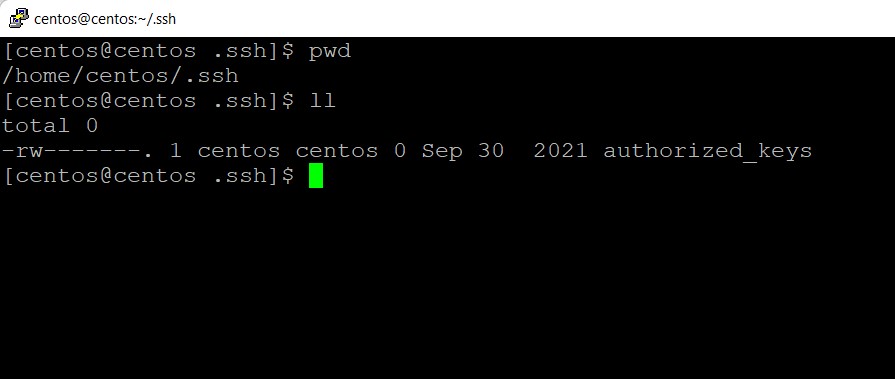 centos@centos:~/.ssh
[centos@centos .ssh]$ pwd
/home/centos/.ssh
[centos@centos .ssh]$ ll
total 0
-rw-------. 1 centos centos 0 Sep 30  2021 authorized_keys
[centos@centos .ssh]$